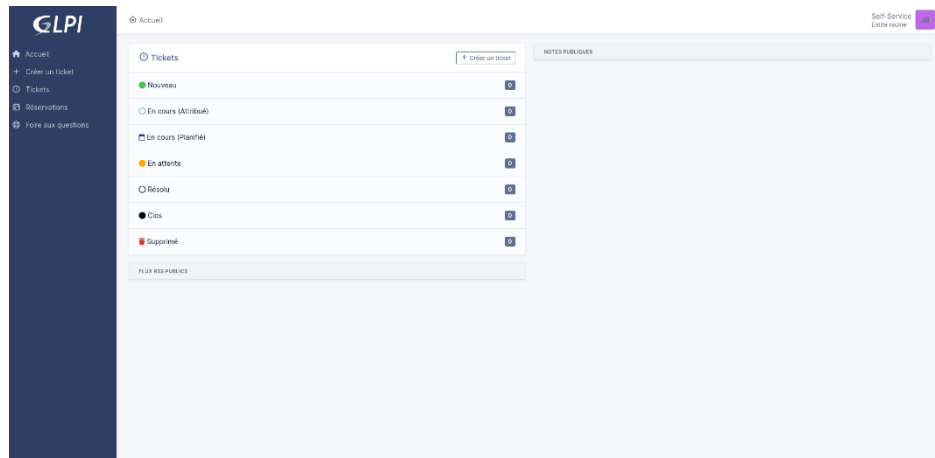 GLPI
Accueil
+ Créer un ticket
Tickets
Réservations
Foire aux questions
Accueil
Self-Service
Entité racine
JB
Tickets
+ Créer un ticket
Nouveau 0
En cours (Attribué) 0
En cours (Planifié) 0
En attente 0
Résolu 0
Clos 0
Supprimé 0
FLUX RSS PUBLICS
NOTES PUBLIQUES